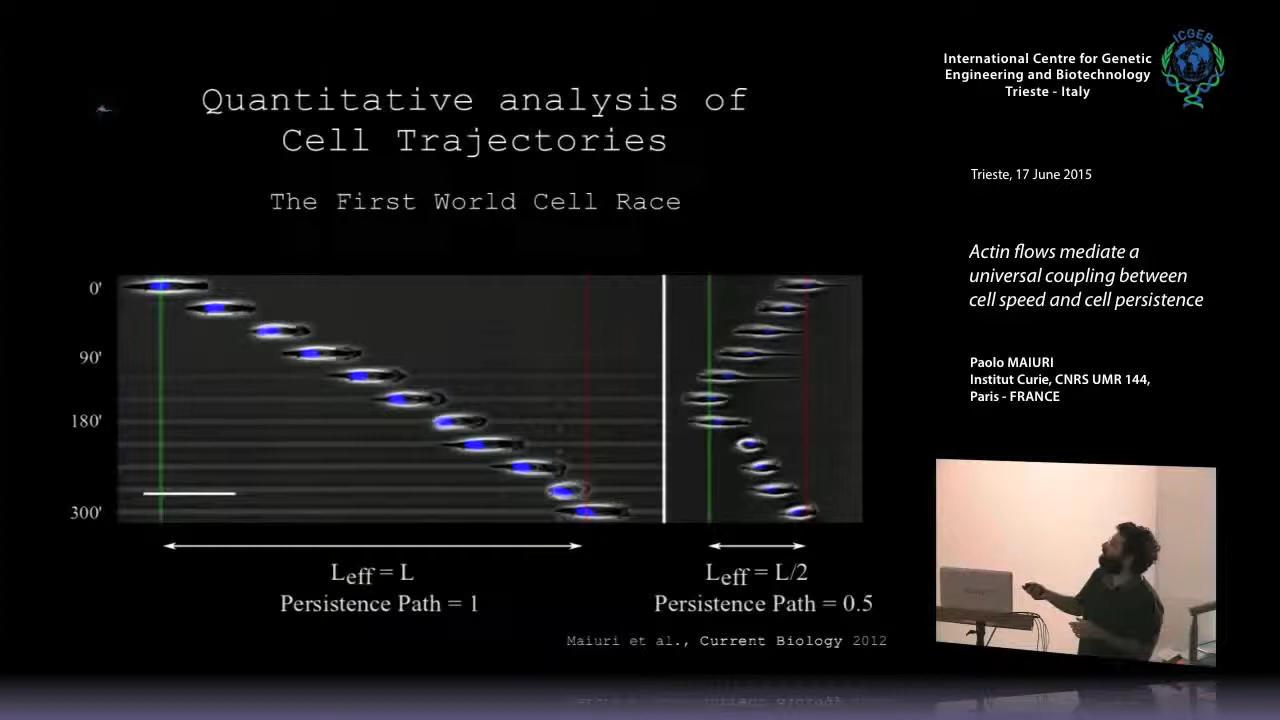 Quantitative analysis of
Cell Trajectories
The First World Cell Race
0'
90'
180'
300'
Leff = L
Persistence Path = 1
Leff = L/2
Persistence Path = 0.5
Maiuri et al., Current Biology 2012
International Centre for Genetic
Engineering and Biotechnology
Trieste - Italy
ICGEB
Trieste, 17 June 2015
Actin flows mediate a
universal coupling between
cell speed and cell persistence
Paolo MAIURI
Institut Curie, CNRS UMR 144,
Paris - FRANCE